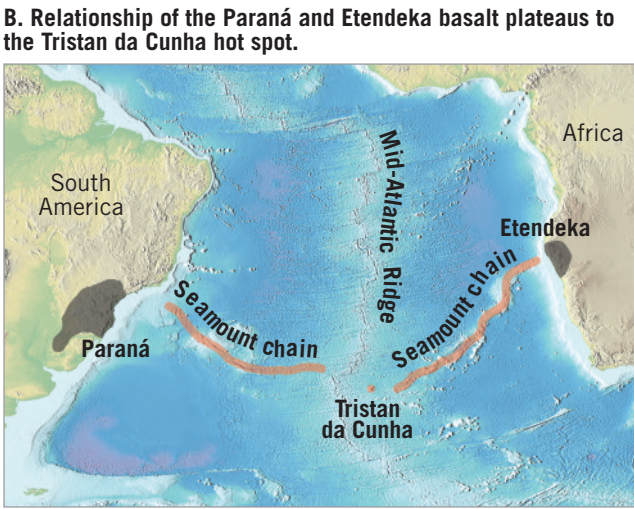 B. Relationship of the Paraná and Etendeka basalt plateaus to
the Tristan da Cunha hot spot.
Africa
South
America
Mid-Atlantic Ridge
Etendeka
Seamount chain
Seamount chain
Paraná
Tristan
da Cunha